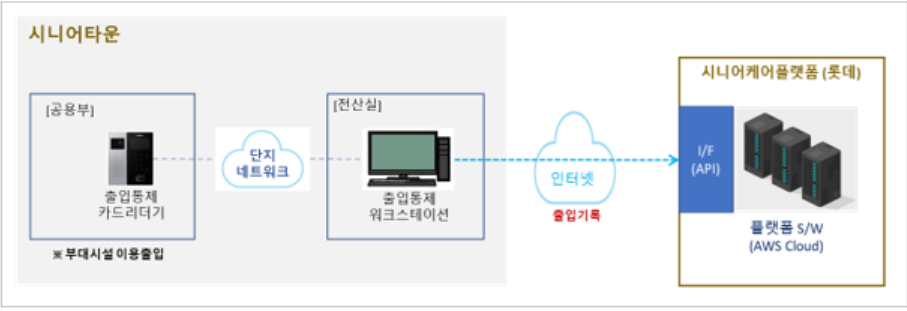 시니어타운
[공용부]
출입통제
카드리더기
※ 부대시설 이용출입
단지
네트워크
[전산실]
출입통제
워크스테이션
인터넷
출입기록
시니어케어플랫폼 (롯데)
I/F
(API)
플랫폼 S/W
(AWS Cloud)